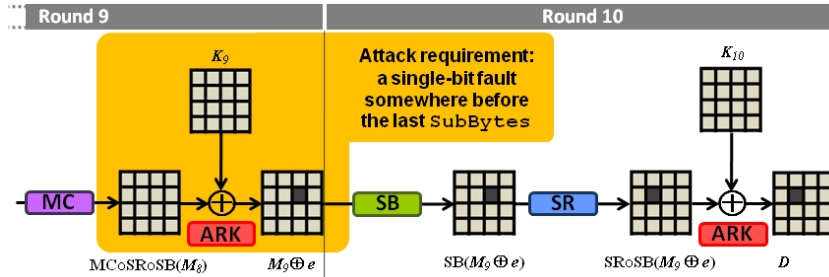 Round 9
Round 10
K₉
Attack requirement:
a single-bit fault
somewhere before
the last SubBytes
K₁₀
MC
ARK
SB
SR
ARK
MC∘SR∘SB(M₈)
M₉⊕e
SB(M₉⊕e)
SR∘SB(M₉⊕e)
D